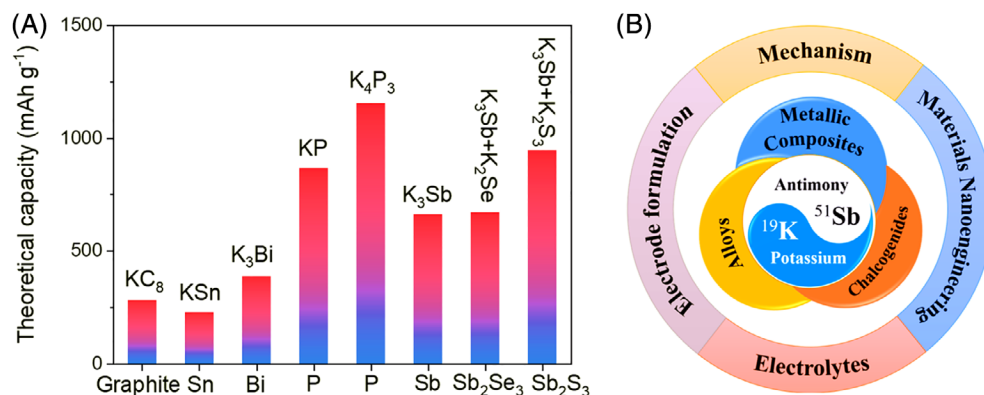 (A)
Theoretical capacity (mAh g⁻¹)
1500
1000
500
0
KC₈
KSn
K₃Bi
KP
K₄P₃
K₃Sb
K₃Sb+K₂Se
K₃Sb+K₂S₃
Graphite Sn Bi P P Sb Sb₂Se₃ Sb₂S₃
(B)
Mechanism
Materials Nanoengineering
Electrolytes
Electrode formulation
Metallic
Composites
Alloys
Chalcogenides
Antimony
⁵¹Sb
¹⁹K
Potassium